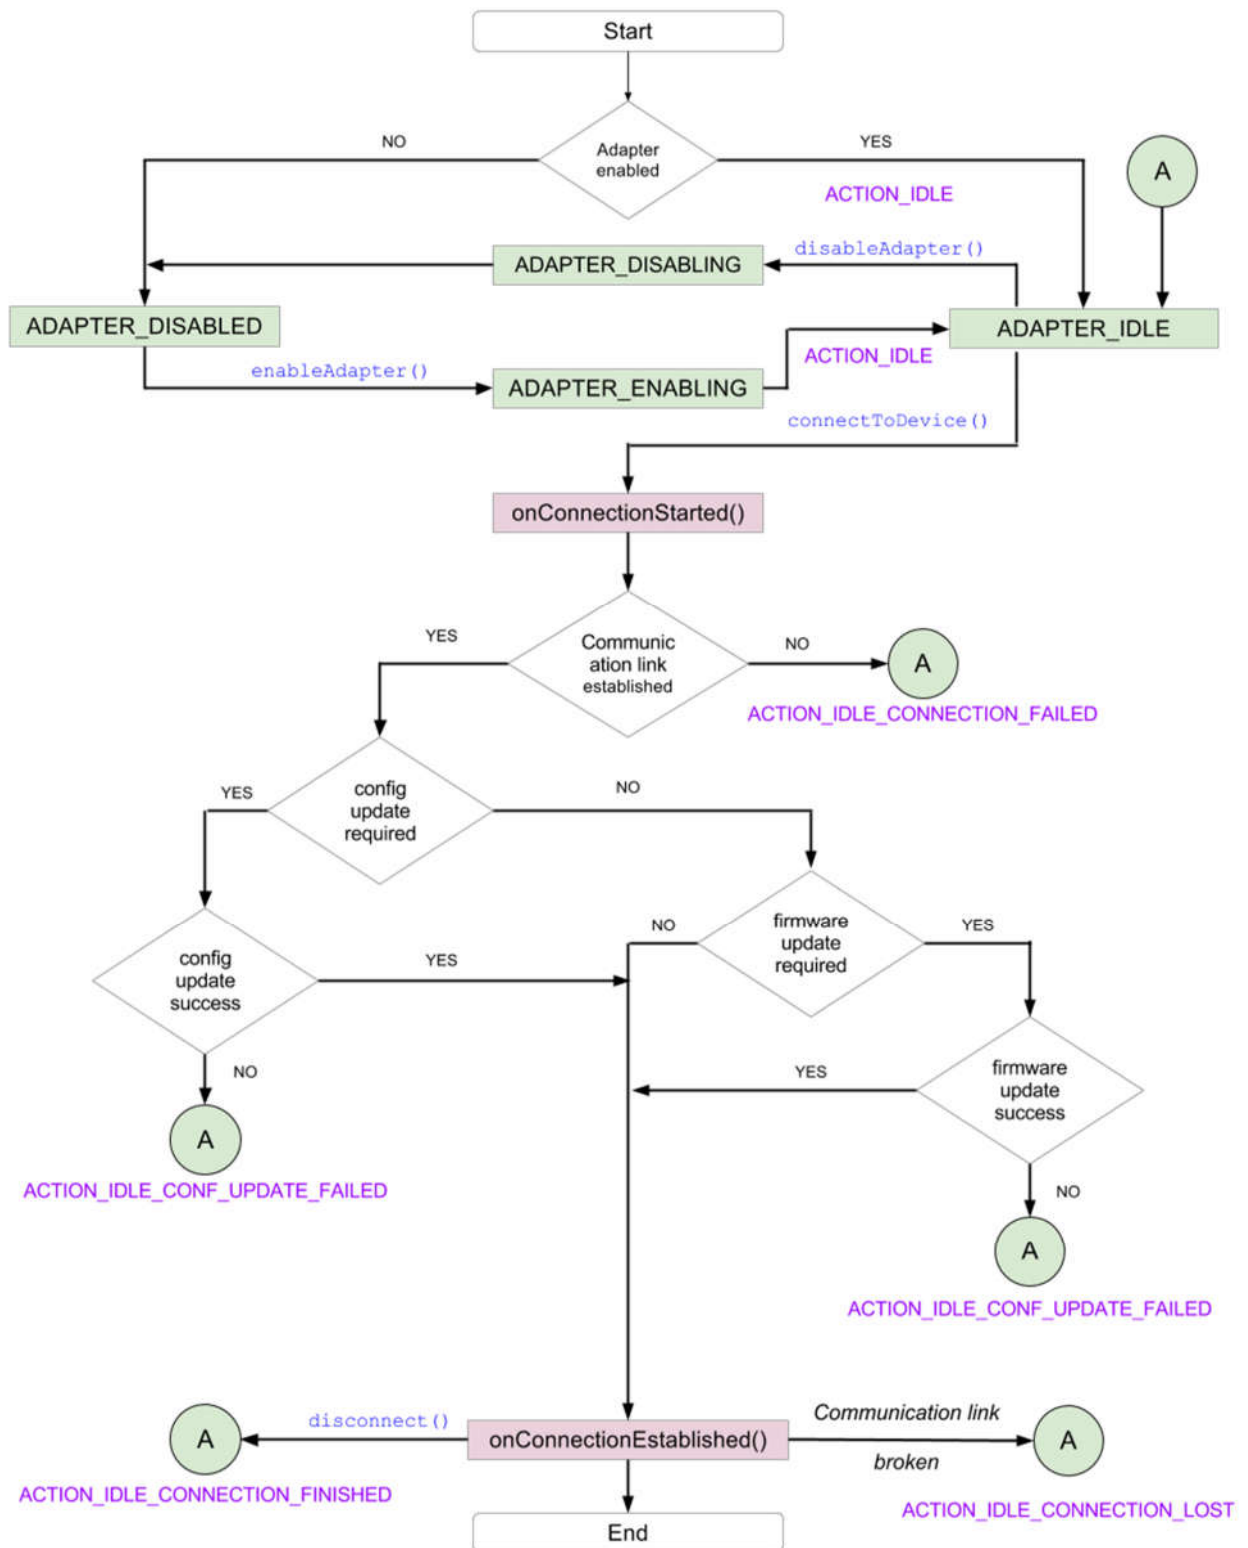 Start
NO
Adapter
enabled
YES
A
ACTION_IDLE
ADAPTER_DISABLING
disableAdapter()
ADAPTER_DISABLED
ADAPTER_IDLE
ACTION_IDLE
enableAdapter()
ADAPTER_ENABLING
connectToDevice()
onConnectionStarted()
YES
Communic
ation link
established
NO
A
ACTION_IDLE_CONNECTION_FAILED
YES
config
update
required
NO
NO
firmware
update
required
YES
config
update
success
YES
NO
YES
firmware
update
success
A
ACTION_IDLE_CONF_UPDATE_FAILED
NO
A
ACTION_IDLE_CONF_UPDATE_FAILED
A
disconnect()
onConnectionEstablished()
Communication link
broken
A
ACTION_IDLE_CONNECTION_FINISHED
ACTION_IDLE_CONNECTION_LOST
End